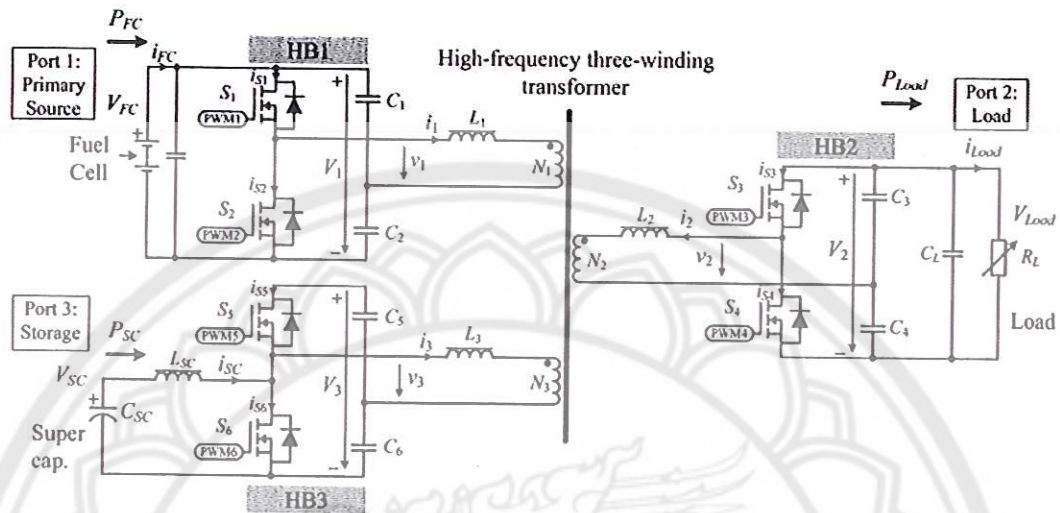 P_FC
Port 1:
Primary
Source
i_FC
V_FC
Fuel
Cell
HB1
i_S1
S_1
PWM1
C_1
i_1
L_1
V_1
v_1
N_1
i_S2
S_2
PWM2
C_2
High-frequency three-winding
transformer
P_Load
Port 2:
Load
HB2
i_S3
S_3
PWM3
C_3
i_Load
V_Load
L_2
i_2
N_2
v_2
V_2
C_L
R_L
i_S4
S_4
PWM4
C_4
Load
Port 3:
Storage
P_SC
L_SC
V_SC
i_SC
C_SC
Super
cap.
i_S5
S_5
PWM5
C_5
i_3
L_3
V_3
v_3
N_3
i_S6
S_6
PWM6
C_6
HB3